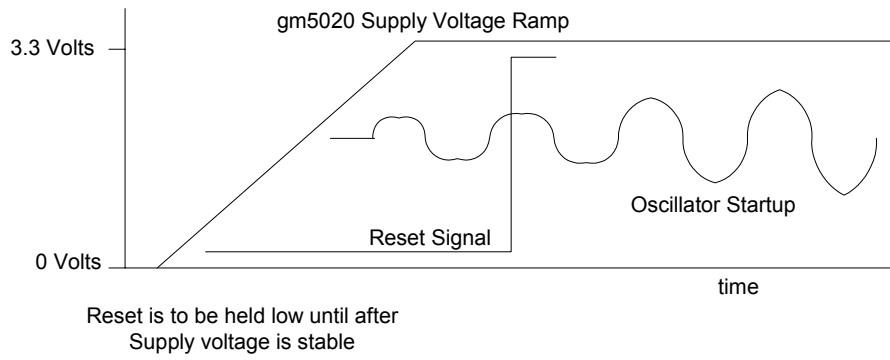 gm5020 Supply Voltage Ramp
3.3 Volts
Oscillator Startup
Reset Signal
0 Volts
time
Reset is to be held low until after
Supply voltage is stable